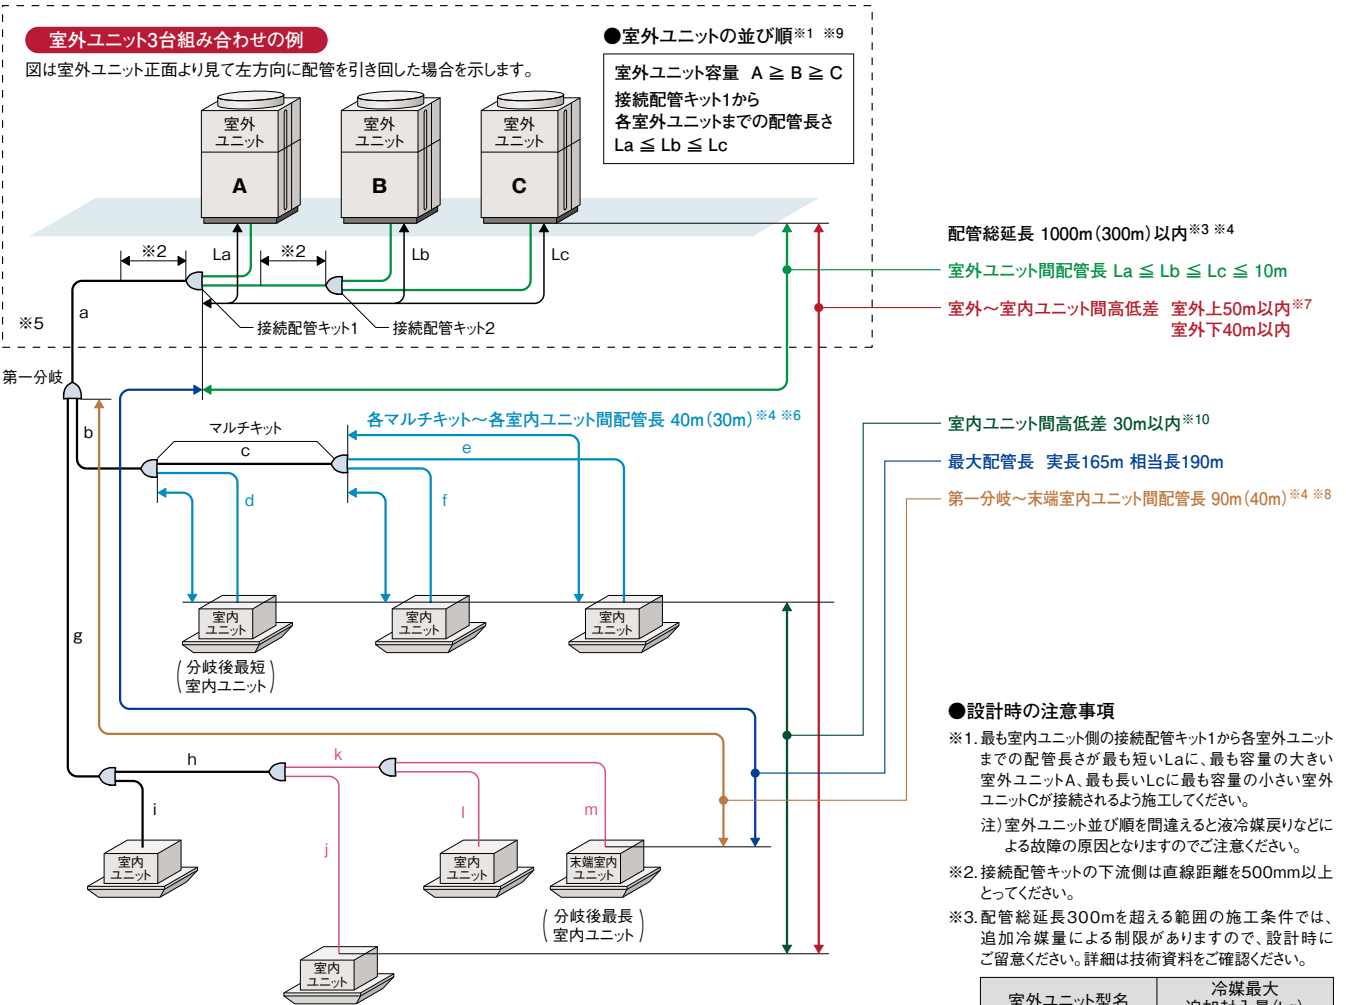 室外ユニット3台組み合わせの例
図は室外ユニット正面より見て左方向に配管を引き回した場合を示します。
●室外ユニットの並び順※1 ※9
室外ユニット容量 A ≧ B ≧ C
接続配管キット1から
各室外ユニットまでの配管長さ
La ≦ Lb ≦ Lc
室外
ユニット
A
室外
ユニット
B
室外
ユニット
C
※2
La
※2
Lb
Lc
a
※5
接続配管キット1
接続配管キット2
第一分岐
配管総延長 1000m(300m)以内※3 ※4
室外ユニット間配管長 La ≦ Lb ≦ Lc ≦ 10m
室外～室内ユニット間高低差 室外上50m以内※7
室外下40m以内
各マルチキット～各室内ユニット間配管長 40m(30m)※4 ※6
室内ユニット間高低差 30m以内※10
最大配管長 実長165m 相当長190m
第一分岐～末端室内ユニット間配管長 90m(40m)※4 ※8
b
マルチキット
c
e
d
f
g
室内
ユニット
室内
ユニット
室内
ユニット
(分岐後最短
室内ユニット)
h
k
i
j
l
m
室内
ユニット
室内
ユニット
末端室内
ユニット
(分岐後最長
室内ユニット)
室内
ユニット
●設計時の注意事項
※1.最も室内ユニット側の接続配管キット1から各室外ユニット
までの配管長さが最も短いLaに、最も容量の大きい
室外ユニットA、最も長いLcに最も容量の小さい室外
ユニットCが接続されるよう施工してください。
注)室外ユニット並び順を間違えると液冷媒戻りなどに
よる故障の原因となりますのでご注意ください。
※2.接続配管キットの下流側は直線距離を500mm以上
とってください。
※3.配管総延長300mを超える範囲の施工条件では、
追加冷媒量による制限がありますので、設計時に
ご留意ください。詳細は技術資料をご確認ください。
室外ユニット型名
冷媒最大
追加封入量(kg)